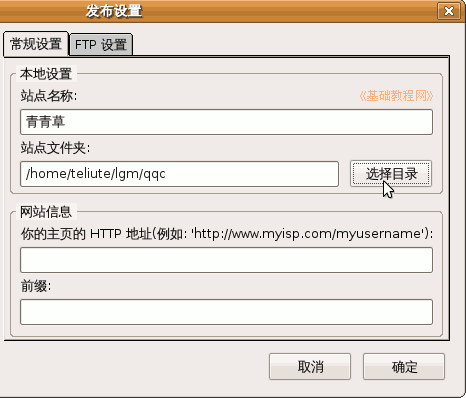 发布设置
常规设置 FTP 设置
本地设置
站点名称: 《基础教程网》
青青草
站点文件夹:
/home/teliute/lgm/qqc 选择目录
网站信息
你的主页的 HTTP 地址(例如: 'http://www.myisp.com/myusername'):
前缀:
取消 确定